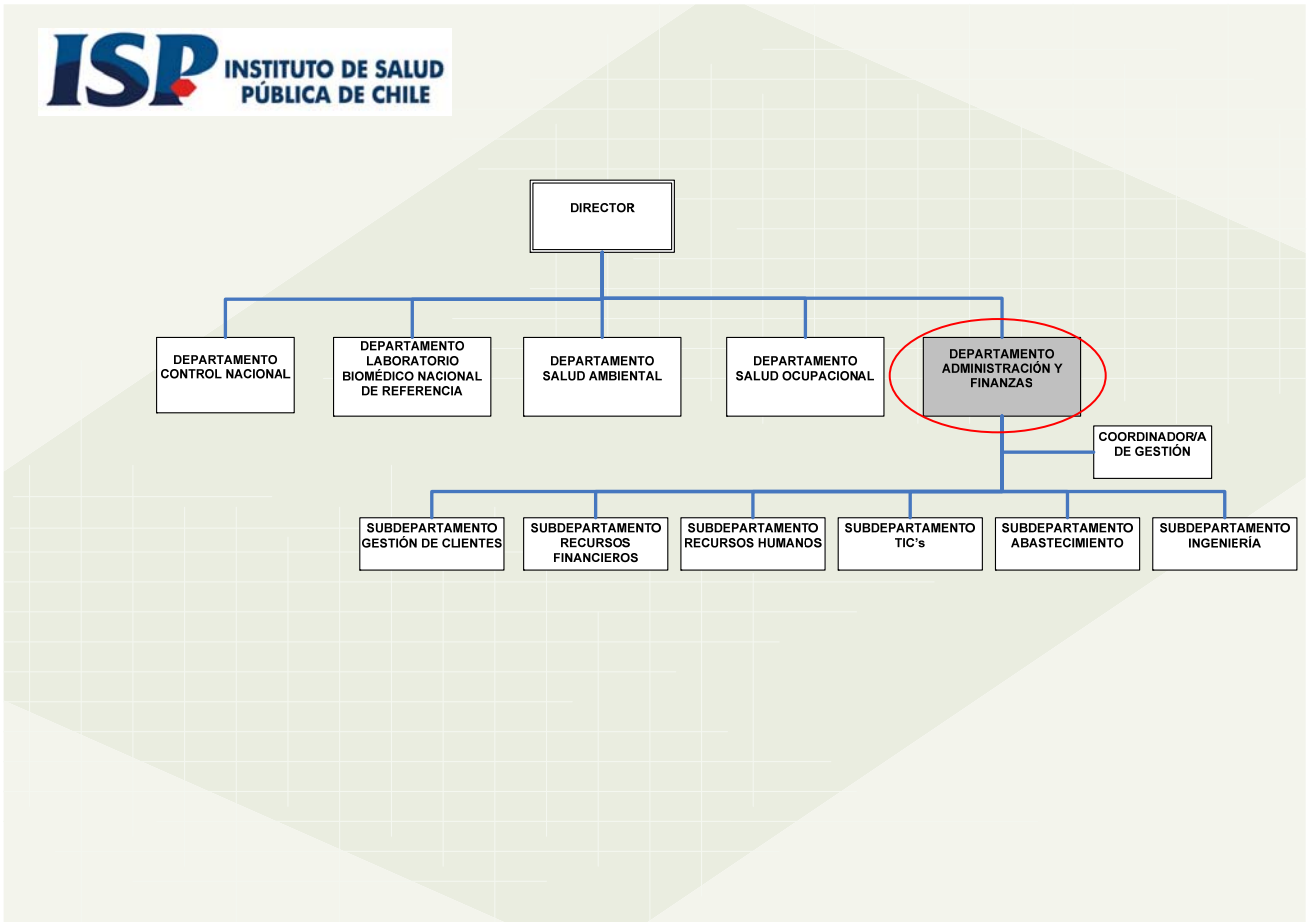 ISP
INSTITUTO DE SALUD
PÚBLICA DE CHILE
DIRECTOR
DEPARTAMENTO
CONTROL NACIONAL
DEPARTAMENTO
LABORATORIO
BIOMÉDICO NACIONAL
DE REFERENCIA
DEPARTAMENTO
SALUD AMBIENTAL
DEPARTAMENTO
SALUD OCUPACIONAL
DEPARTAMENTO
ADMINISTRACIÓN Y
FINANZAS
COORDINADOR/A
DE GESTIÓN
SUBDEPARTAMENTO
GESTIÓN DE CLIENTES
SUBDEPARTAMENTO
RECURSOS
FINANCIEROS
SUBDEPARTAMENTO
RECURSOS HUMANOS
SUBDEPARTAMENTO
TIC's
SUBDEPARTAMENTO
ABASTECIMIENTO
SUBDEPARTAMENTO
INGENIERÍA